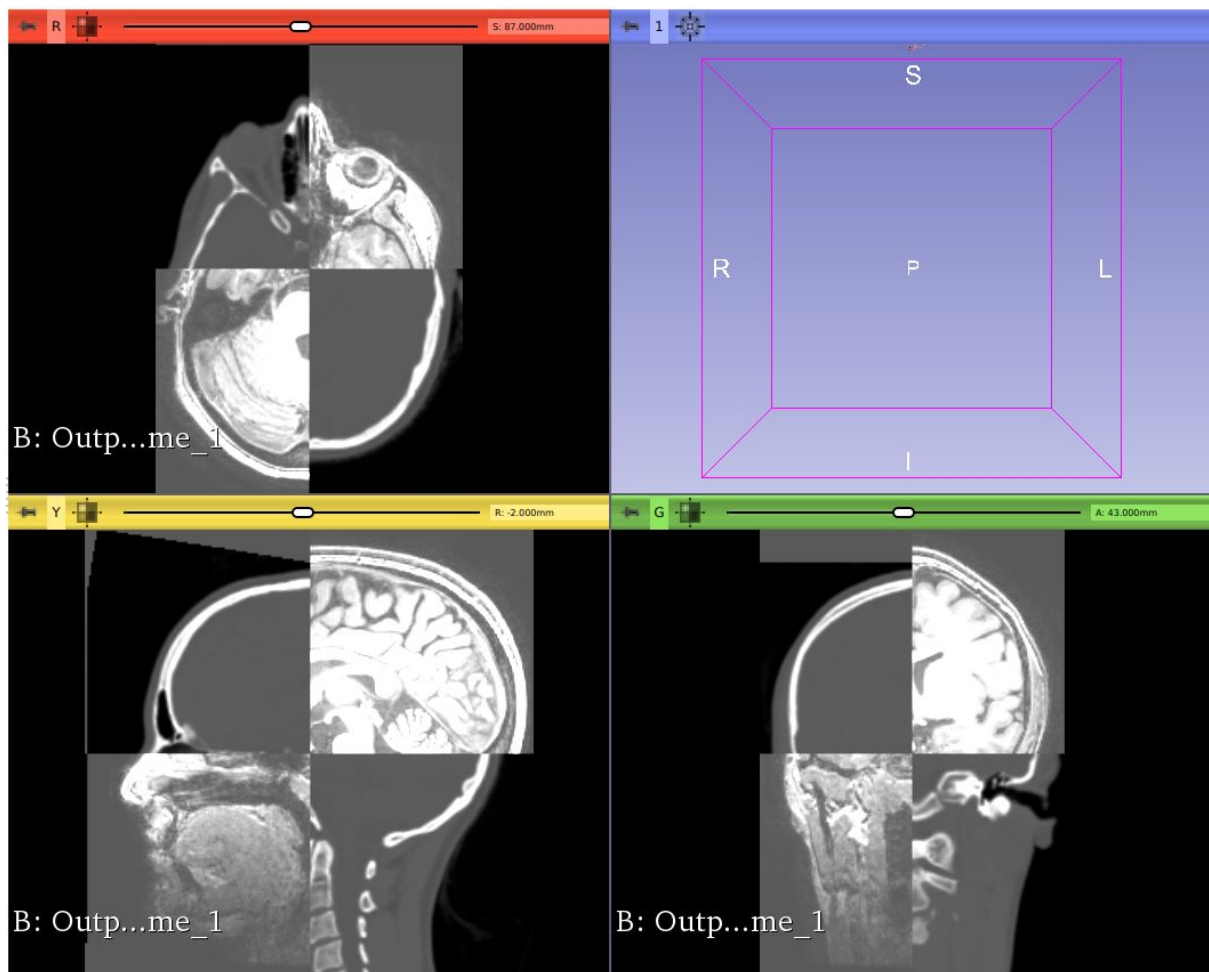 R S: 87.000mm
1
S
R P L
I
B: Outp...me_1
Y R: -2.000mm
G A: 43.000mm
B: Outp...me_1
B: Outp...me_1